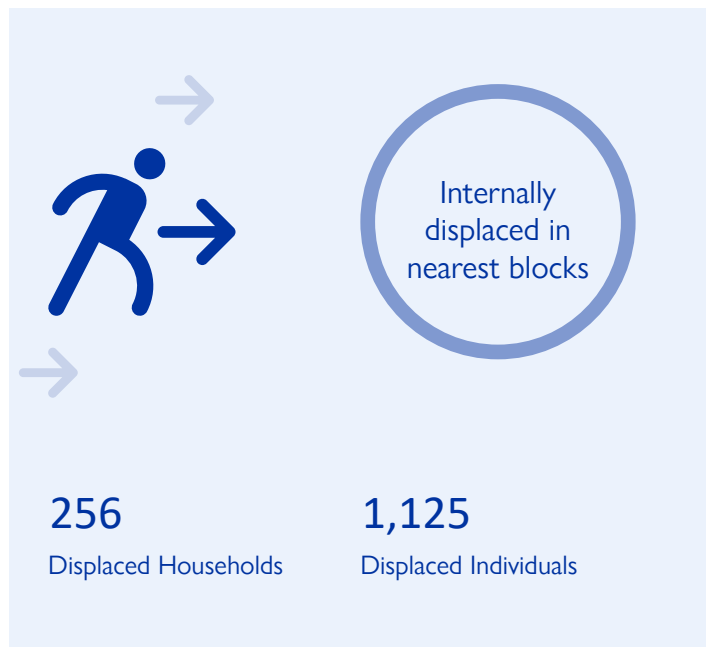 Internally
displaced in
nearest blocks
256
Displaced Households
1,125
Displaced Individuals